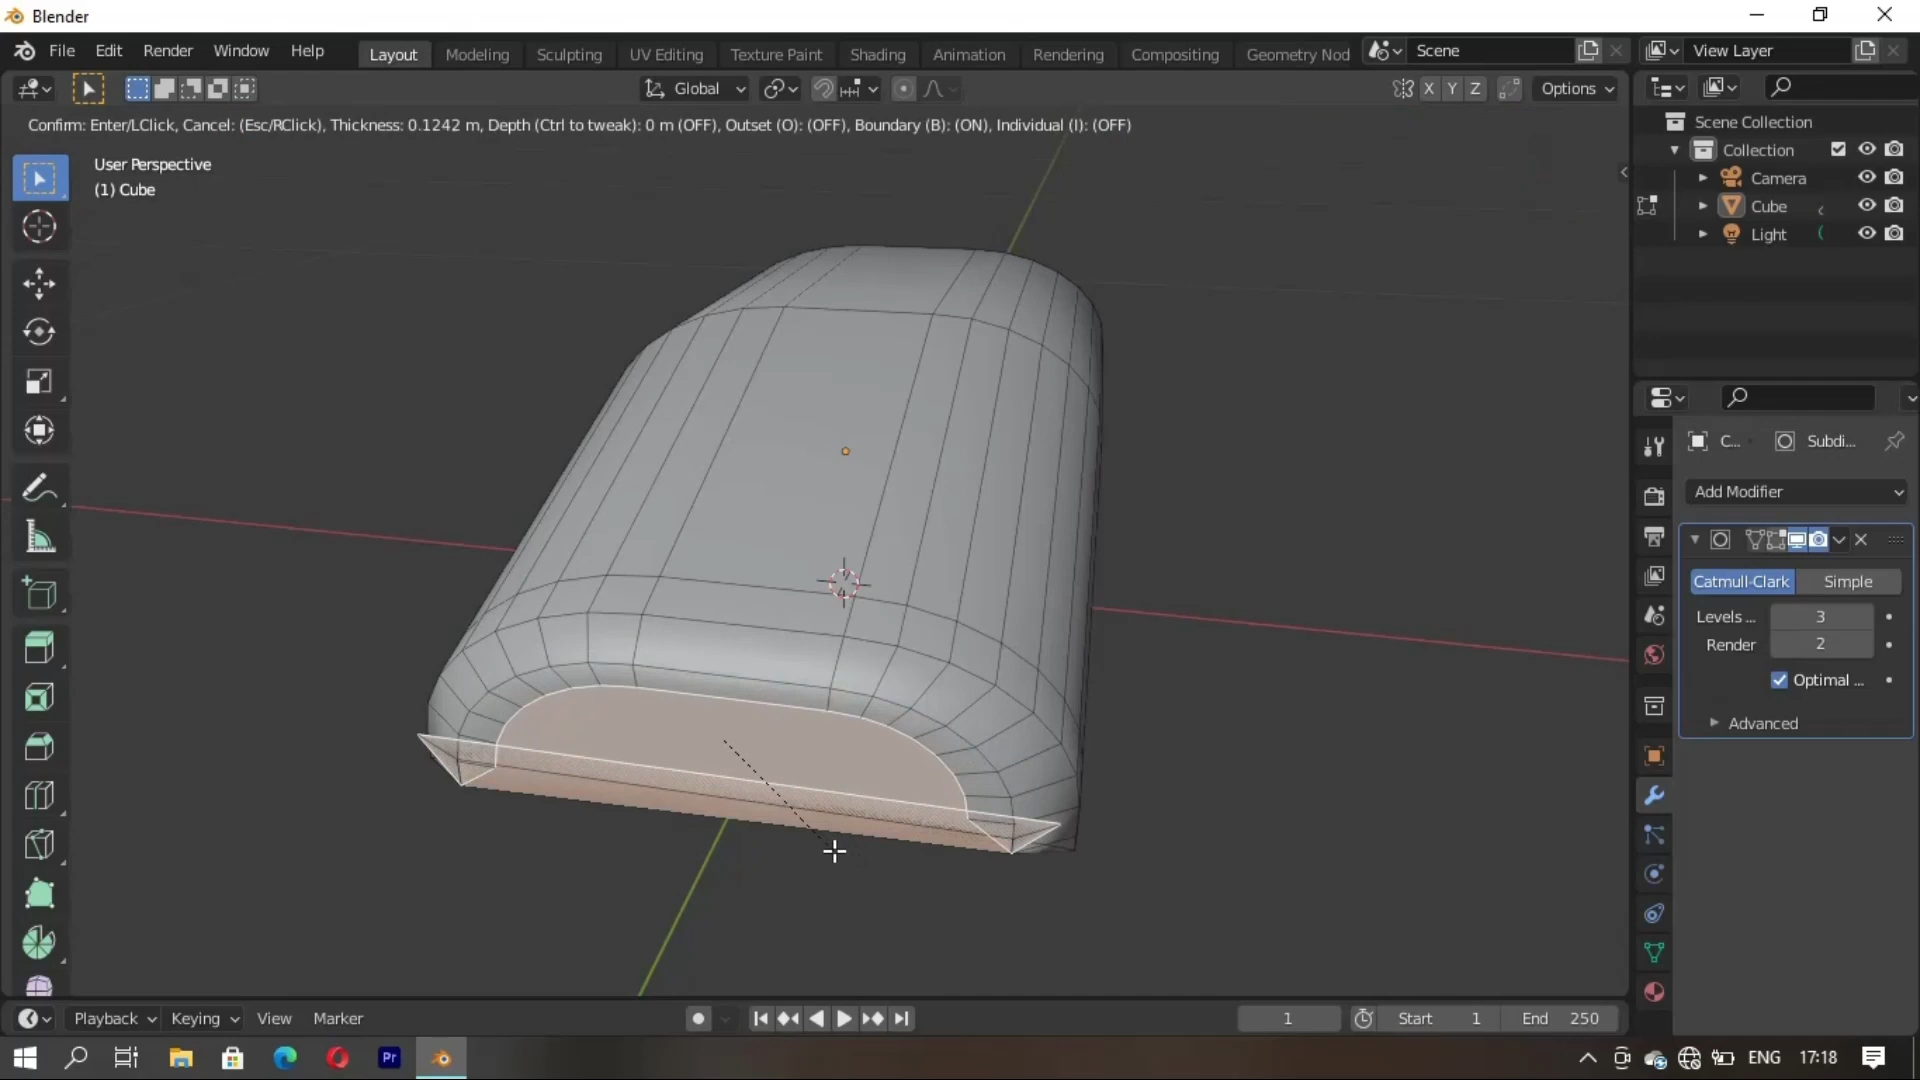 Blender
File Edit Render Window Help Layout Modeling Sculpting UV Editing Texture Paint Shading Animation Rendering Compositing Geometry Nod Scene View Layer
Global X Y Z Options
Confirm: Enter/LClick, Cancel: (Esc/RClick), Thickness: 0.1242 m, Depth (Ctrl to tweak): 0 m (OFF), Outset (O): (OFF), Boundary (B): (ON), Individual (I): (OFF)
User Perspective
(1) Cube
Scene Collection
Collection
Camera
Cube
Light
C... Subdi...
Add Modifier
Catmull-Clark Simple
Levels ... 3
Render 2
Optimal ...
Advanced
Playback Keying View Marker 1 Start 1 End 250
Pr ENG 17:18